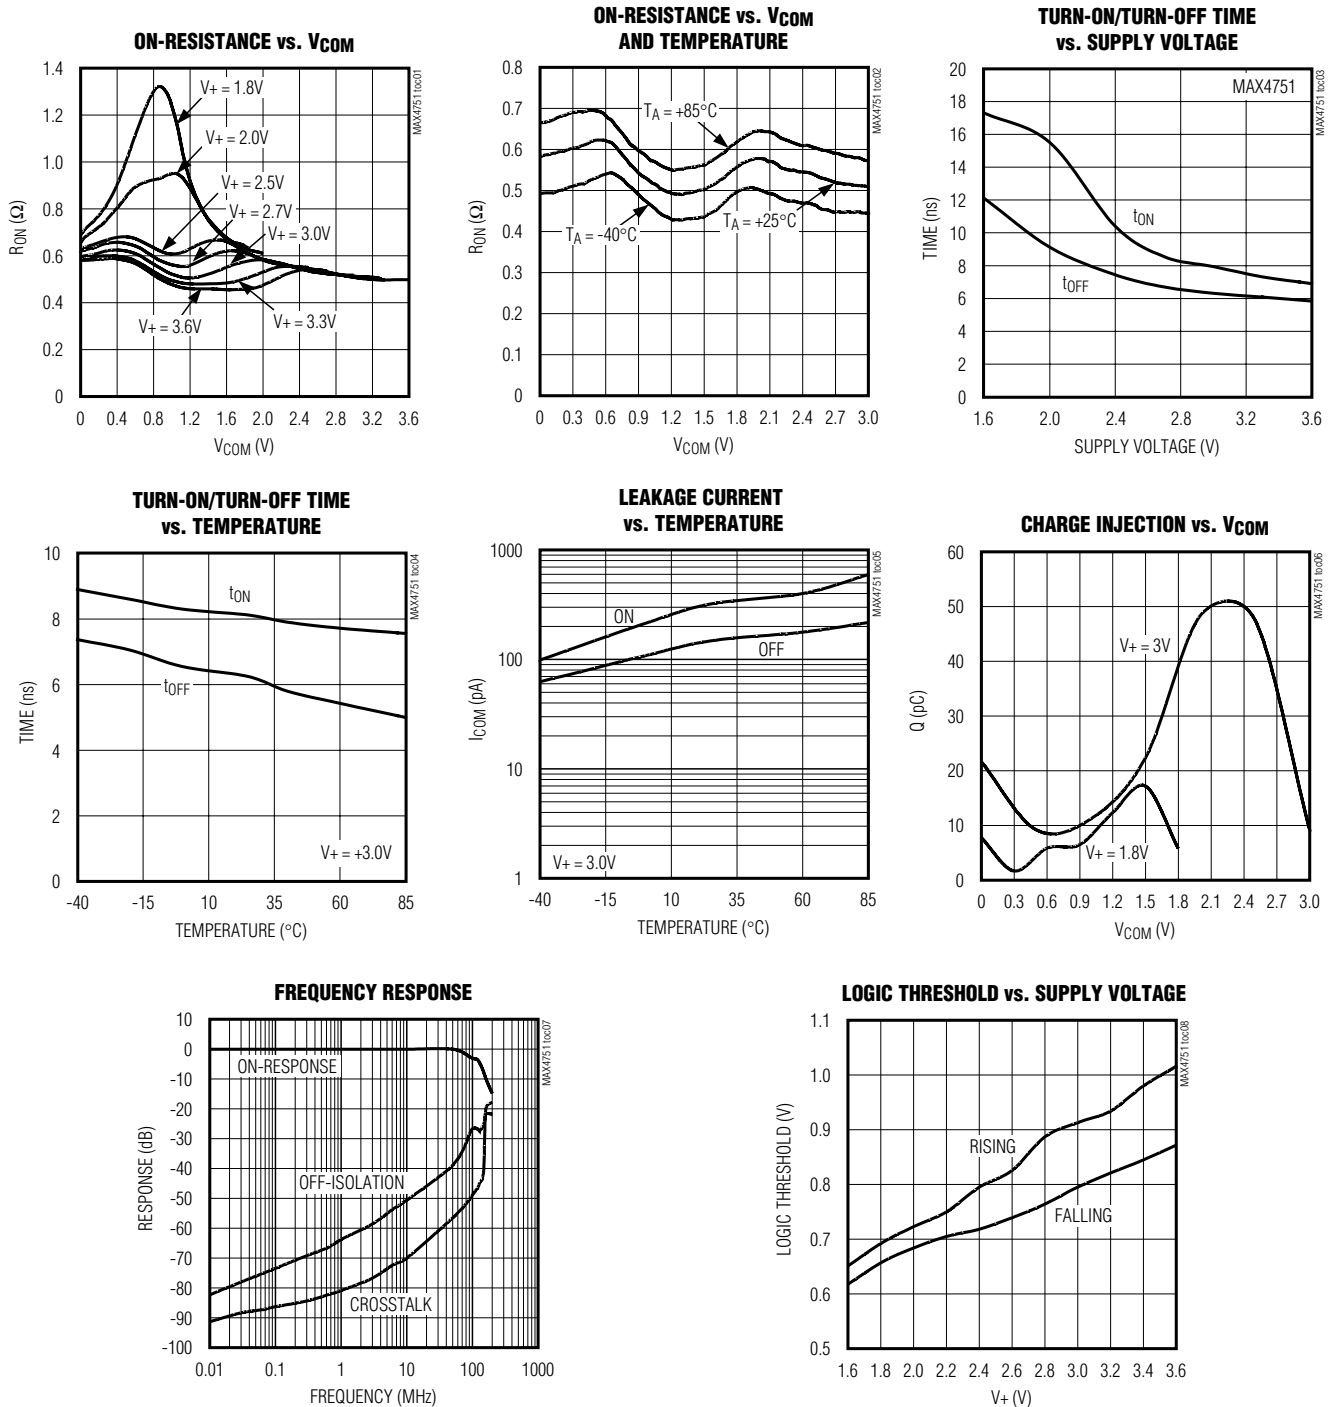 ON-RESISTANCE vs. VCOM
MAX4751 toc01
RON (Ω)
1.4
1.2
1.0
0.8
0.6
0.4
0.2
0
V+ = 1.8V
V+ = 2.0V
V+ = 2.5V
V+ = 2.7V
V+ = 3.0V
V+ = 3.3V
V+ = 3.6V
0 0.4 0.8 1.2 1.6 2.0 2.4 2.8 3.2 3.6
VCOM (V)
ON-RESISTANCE vs. VCOM
AND TEMPERATURE
MAX4751 toc02
RON (Ω)
0.8
0.7
0.6
0.5
0.4
0.3
0.2
0.1
0
TA = +85°C
TA = -40°C
TA = +25°C
0 0.3 0.6 0.9 1.2 1.5 1.8 2.1 2.4 2.7 3.0
VCOM (V)
TURN-ON/TURN-OFF TIME
vs. SUPPLY VOLTAGE
MAX4751 toc03
TIME (ns)
20
18
16
14
12
10
8
6
4
2
0
MAX4751
tON
tOFF
1.6 2.0 2.4 2.8 3.2 3.6
SUPPLY VOLTAGE (V)
TURN-ON/TURN-OFF TIME
vs. TEMPERATURE
MAX4751 toc04
TIME (ns)
10
8
6
4
2
0
tON
tOFF
V+ = +3.0V
-40 -15 10 35 60 85
TEMPERATURE (°C)
LEAKAGE CURRENT
vs. TEMPERATURE
MAX4751 toc05
ICOM (pA)
1000
100
10
1
ON
OFF
V+ = 3.0V
-40 -15 10 35 60 85
TEMPERATURE (°C)
CHARGE INJECTION vs. VCOM
MAX4751 toc06
Q (pC)
60
50
40
30
20
10
0
V+ = 3V
V+ = 1.8V
0 0.3 0.6 0.9 1.2 1.5 1.8 2.1 2.4 2.7 3.0
VCOM (V)
FREQUENCY RESPONSE
MAX4751 toc07
RESPONSE (dB)
10
0
-10
-20
-30
-40
-50
-60
-70
-80
-90
-100
ON-RESPONSE
OFF-ISOLATION
CROSSTALK
0.01 0.1 1 10 100 1000
FREQUENCY (MHz)
LOGIC THRESHOLD vs. SUPPLY VOLTAGE
MAX4751 toc08
LOGIC THRESHOLD (V)
1.1
1.0
0.9
0.8
0.7
0.6
0.5
RISING
FALLING
1.6 1.8 2.0 2.2 2.4 2.6 2.8 3.0 3.2 3.4 3.6
V+ (V)